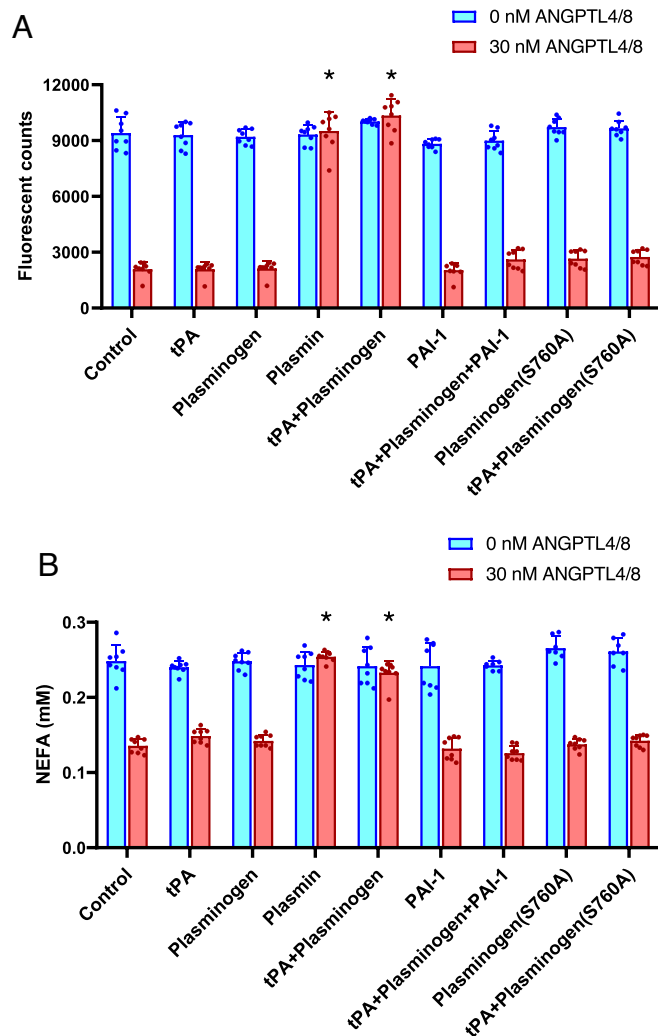 A
0 nM ANGPTL4/8
30 nM ANGPTL4/8
* *
12000
9000
6000
3000
0
Fluorescent counts
Control
tPA
Plasminogen
Plasmin
tPA+Plasminogen
PAI-1
tPA+Plasminogen+PAI-1
Plasminogen(S760A)
tPA+Plasminogen(S760A)
B
0 nM ANGPTL4/8
30 nM ANGPTL4/8
* *
0.3
0.2
0.1
0.0
NEFA (mM)
Control
tPA
Plasminogen
Plasmin
tPA+Plasminogen
PAI-1
tPA+Plasminogen+PAI-1
Plasminogen(S760A)
tPA+Plasminogen(S760A)